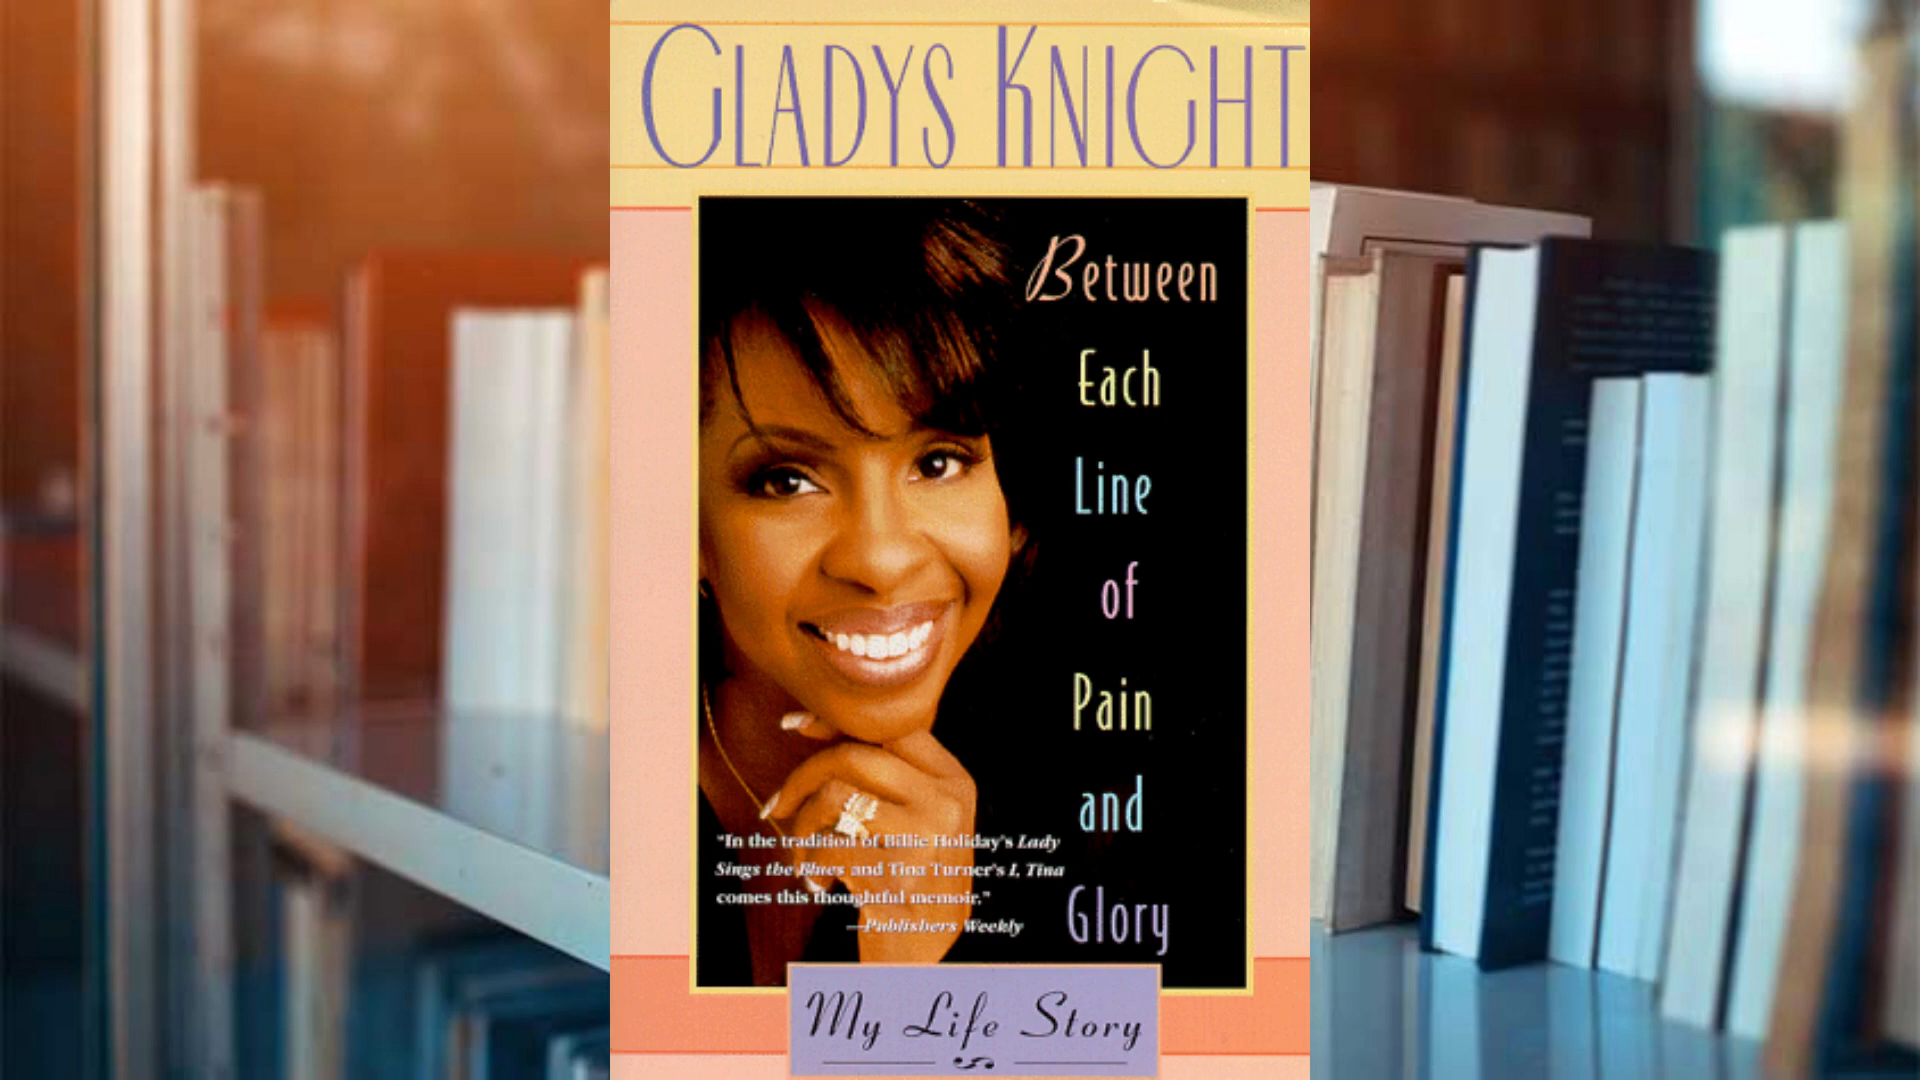 GLADYS KNIGHT
Between
Each
Line
of
Pain
and
Glory
"In the tradition of Billie Holiday's Lady
Sings the Blues and Tina Turner's I, Tina
comes this thoughtful memoir."
—Publishers Weekly
My Life Story